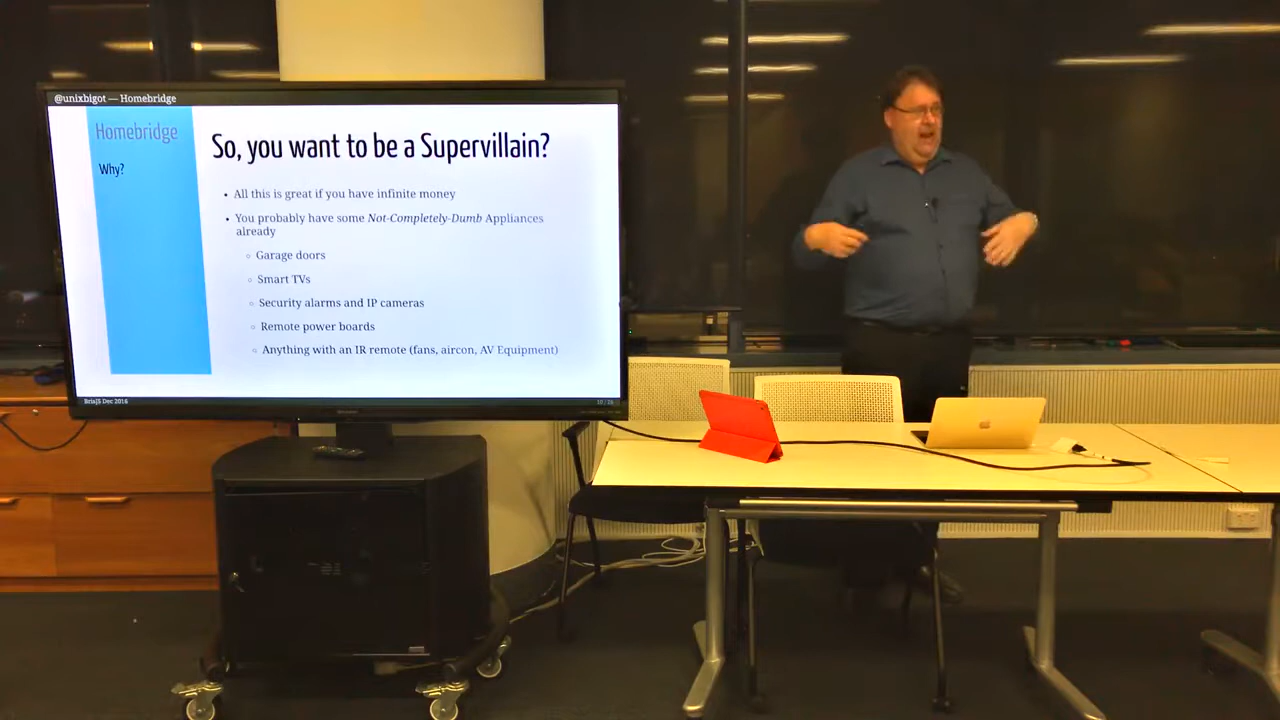 @unixbigot — Homebridge
Homebridge
Why?
So, you want to be a Supervillain?
• All this is great if you have infinite money
• You probably have some Not-Completely-Dumb Appliances
already
◦ Garage doors
◦ Smart TVs
◦ Security alarms and IP cameras
◦ Remote power boards
◦ Anything with an IR remote (fans, aircon, AV Equipment)
BrisJS Dec 2016